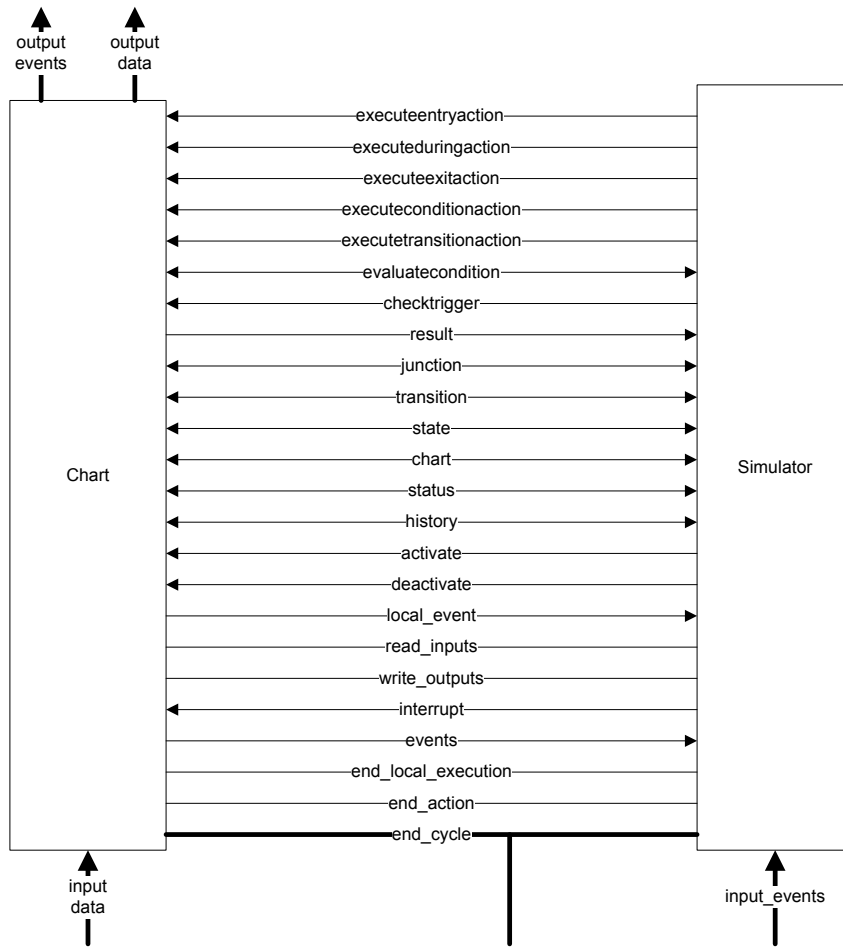 output
events
output
data
executeentryaction
executeduringaction
executeexitaction
executeconditionaction
executetransitionaction
evaluatecondition
checktrigger
result
junction
transition
state
chart
Chart
Simulator
status
history
activate
deactivate
local_event
read_inputs
write_outputs
interrupt
events
end_local_execution
end_action
end_cycle
input
data
input_events